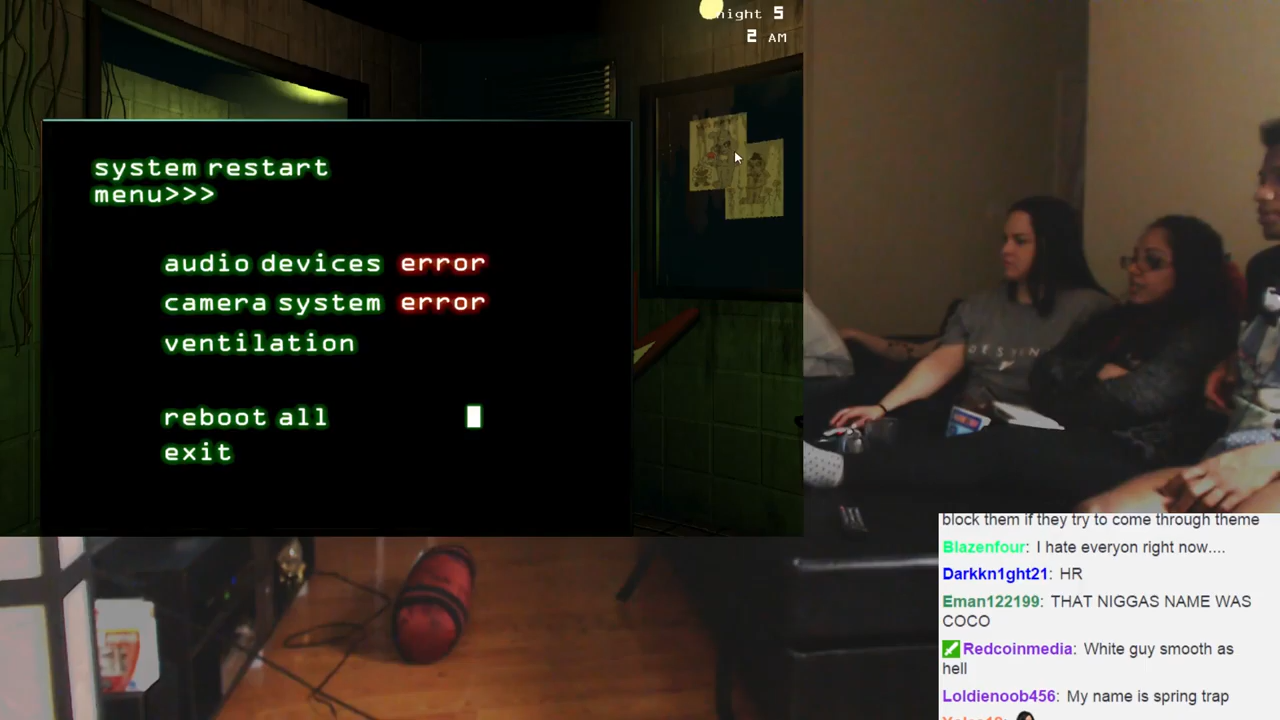 night 5
2 AM
system restart
menu>>>
audio devices error
camera system error
ventilation
reboot all
exit
block them if they try to come through theme
Blazenfour: I hate everyon right now....
Darkkn1ght21: HR
Eman122199: THAT NIGGAS NAME WAS
COCO
Redcoinmedia: White guy smooth as
hell
Loldienoob456: My name is spring trap